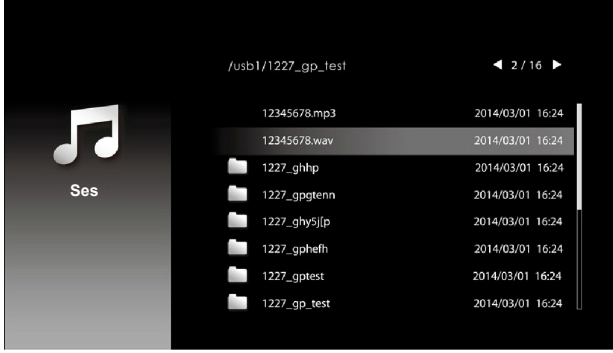 /usb1/1227_gp_test ◀ 2 / 16 ▶
12345678.mp3 2014/03/01 16:24
12345678.wav 2014/03/01 16:24
1227_ghhp 2014/03/01 16:24
1227_gpgtenn 2014/03/01 16:24
1227_ghy5j[p 2014/03/01 16:24
1227_gphefh 2014/03/01 16:24
1227_gptest 2014/03/01 16:24
1227_gp_test 2014/03/01 16:24
Ses